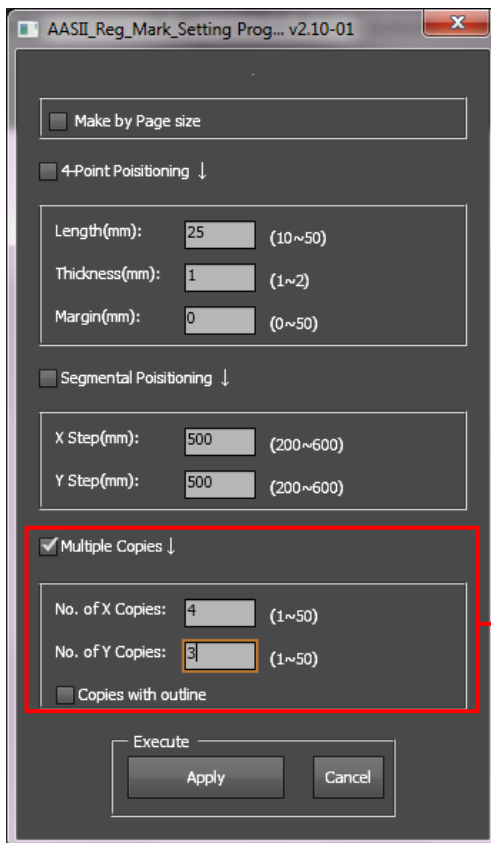 AASII_Reg_Mark_Setting Prog... v2.10-01
Make by Page size
4-Point Poisitioning ↓
Length(mm): 25 (10~50)
Thickness(mm): 1 (1~2)
Margin(mm): 0 (0~50)
Segmental Poisitioning ↓
X Step(mm): 500 (200~600)
Y Step(mm): 500 (200~600)
Multiple Copies ↓
No. of X Copies: 4 (1~50)
No. of Y Copies: 3 (1~50)
Copies with outline
Execute
Apply Cancel